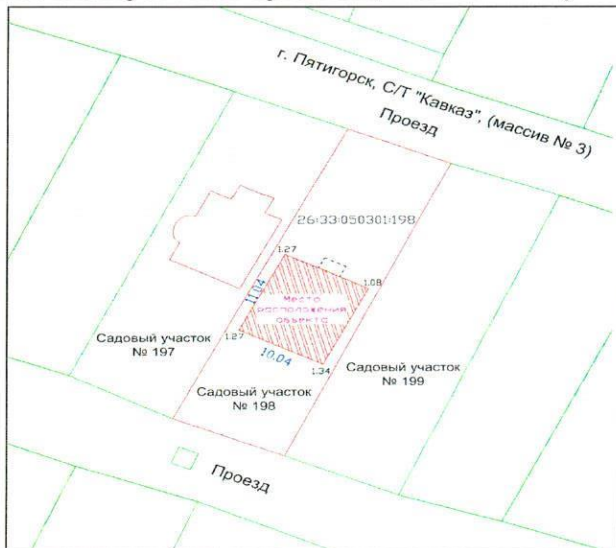 г. Пятигорск, С/Т "Кавказ", (массив № 3)
Проезд
26:33:050301:198
1.27
1.08
11.04
Место
расположения
объекта
1.27
10.04
1.34
Садовый участок
№ 197
Садовый участок
№ 198
Садовый участок
№ 199
Проезд